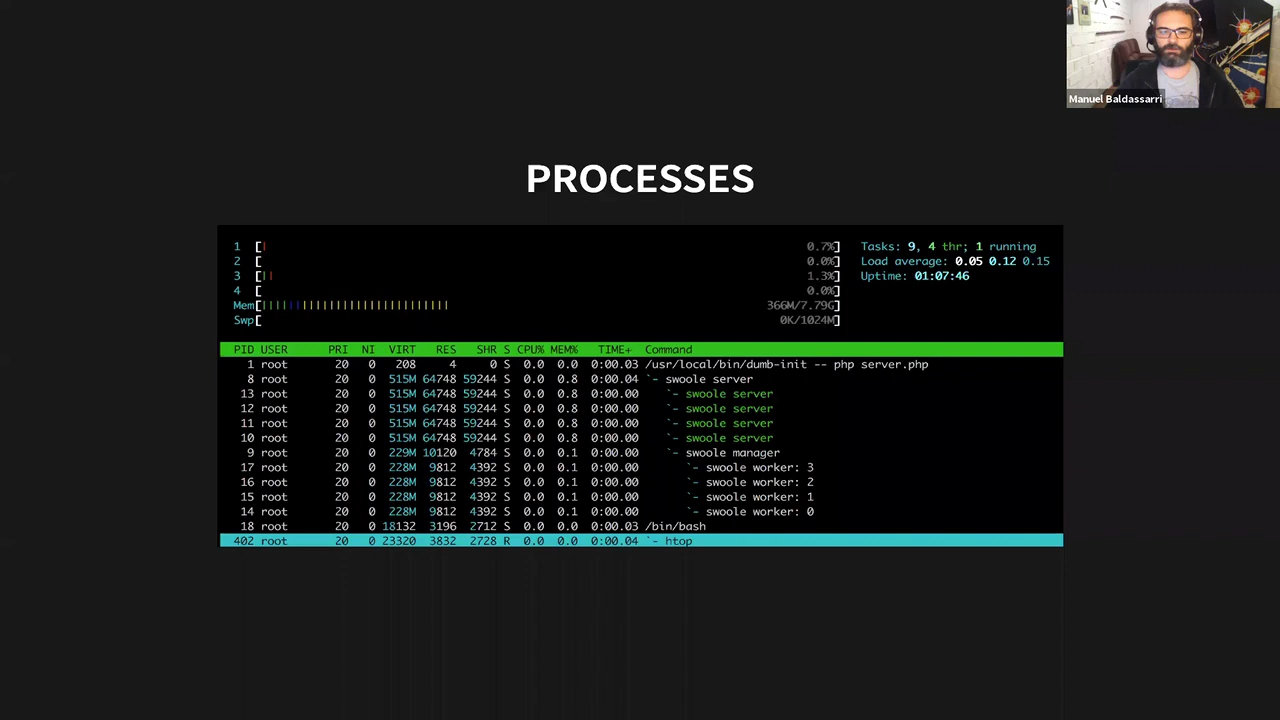 Manuel Baldassarri
PROCESSES
1 [| 0.7%] Tasks: 9, 4 thr; 1 running
2 [ 0.0%] Load average: 0.05 0.12 0.15
3 [|| 1.3%] Uptime: 01:07:46
4 [ 0.0%]
Mem[|||||||||||||||||||||||||||| 366M/7.79G]
Swp[ 0K/1024M]
PID USER PRI NI VIRT RES SHR S CPU% MEM% TIME+ Command
1 root 20 0 208 4 0 S 0.0 0.0 0:00.03 /usr/local/bin/dumb-init -- php server.php
8 root 20 0 515M 64748 59244 S 0.0 0.8 0:00.04 `- swoole server
13 root 20 0 515M 64748 59244 S 0.0 0.8 0:00.00 `- swoole server
12 root 20 0 515M 64748 59244 S 0.0 0.8 0:00.00 `- swoole server
11 root 20 0 515M 64748 59244 S 0.0 0.8 0:00.00 `- swoole server
10 root 20 0 515M 64748 59244 S 0.0 0.8 0:00.00 `- swoole server
9 root 20 0 229M 10120 4784 S 0.0 0.1 0:00.00 `- swoole manager
17 root 20 0 228M 9812 4392 S 0.0 0.1 0:00.00 `- swoole worker: 3
16 root 20 0 228M 9812 4392 S 0.0 0.1 0:00.00 `- swoole worker: 2
15 root 20 0 228M 9812 4392 S 0.0 0.1 0:00.00 `- swoole worker: 1
14 root 20 0 228M 9812 4392 S 0.0 0.1 0:00.00 `- swoole worker: 0
18 root 20 0 18132 3196 2712 S 0.0 0.0 0:00.03 /bin/bash
402 root 20 0 23320 3832 2728 R 0.0 0.0 0:00.04 `- htop